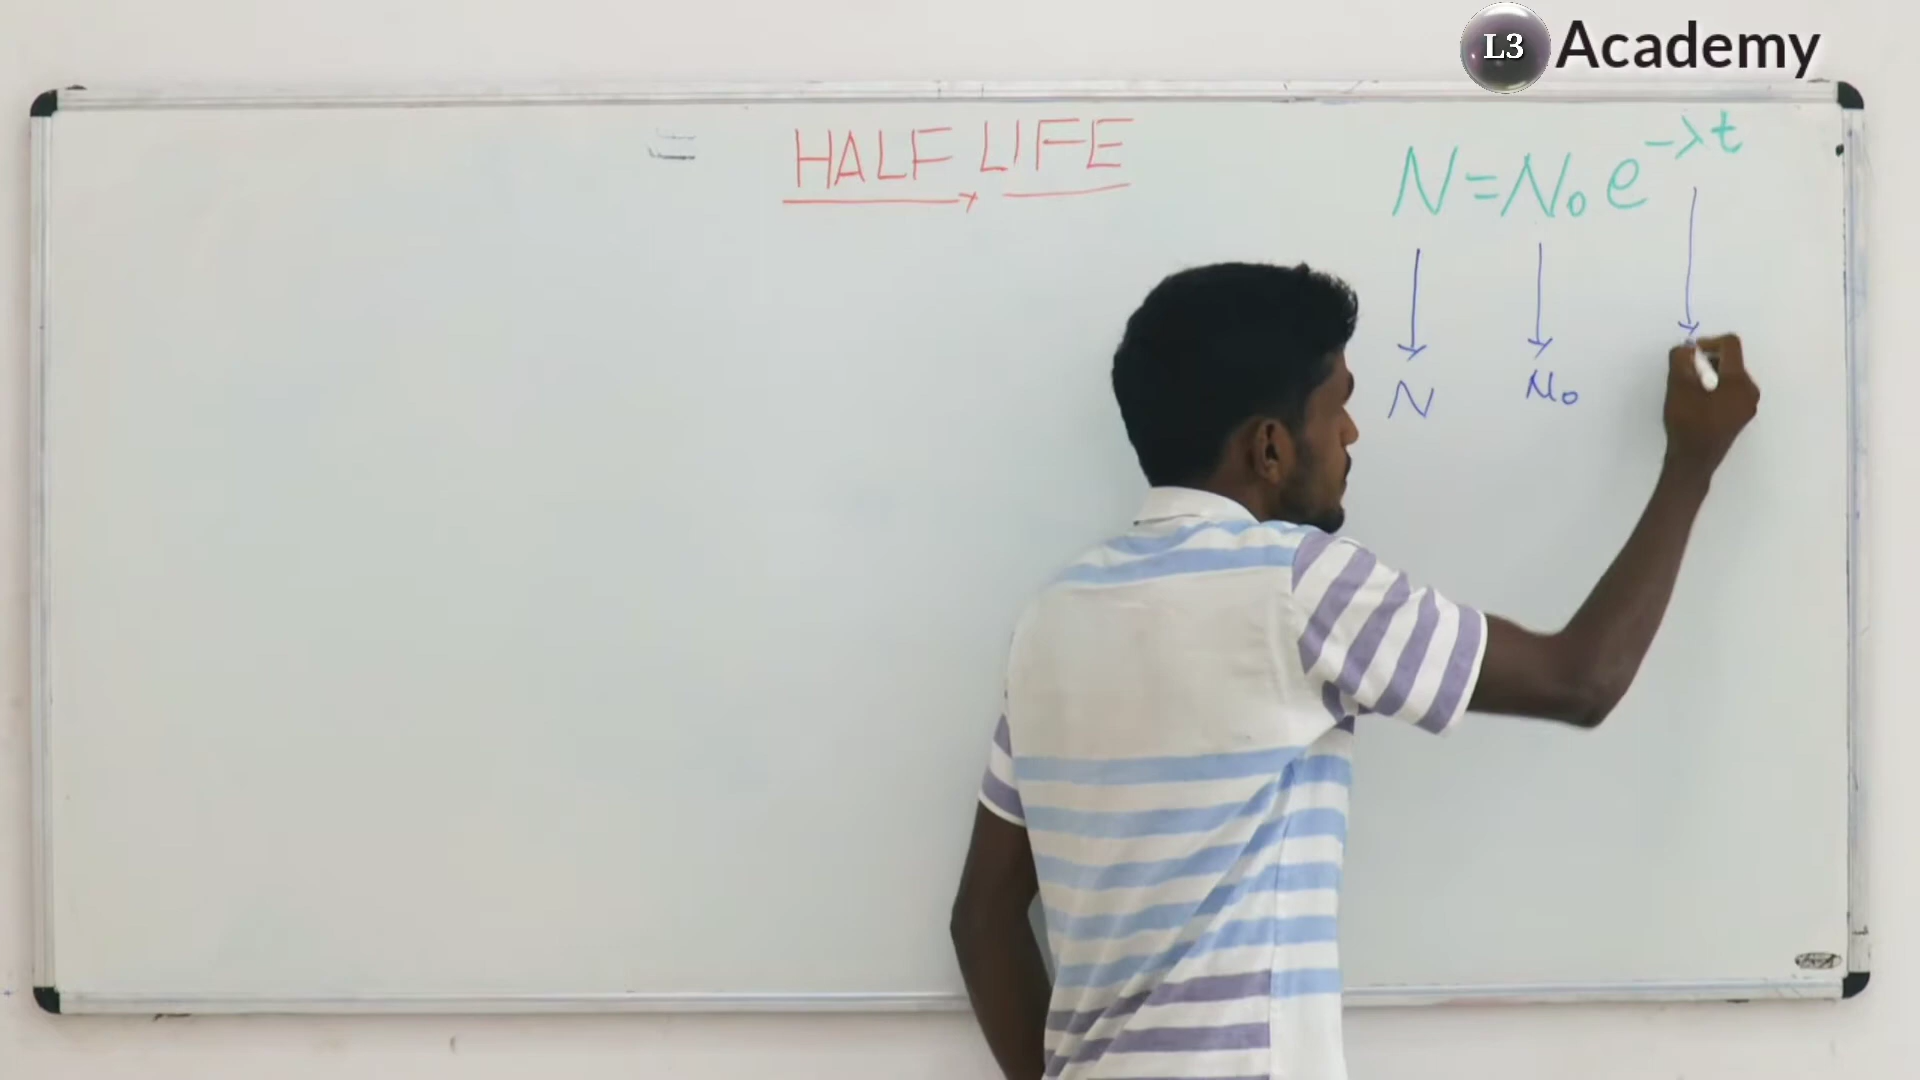 L3 Academy
= HALF LIFE
N=N₀e^-λt
N N₀